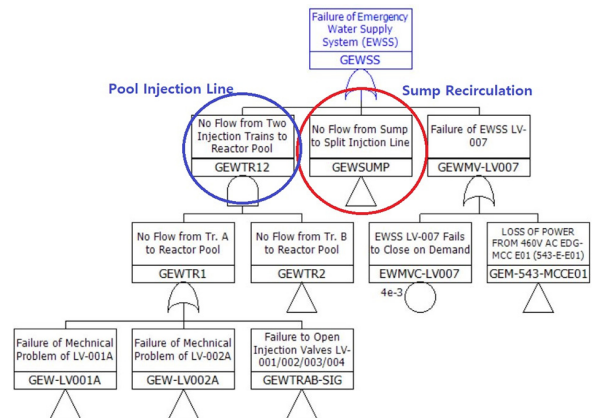 Failure of Emergency
Water Supply
System (EWSS)
GEWSS
Pool Injection Line
Sump Recirculation
No Flow from Two
Injection Trains to
Reactor Pool
GEWTR12
No Flow from Sump
to Split Injection Line
GEWSUMP
Failure of EWSS LV-
007
GEWMV-LV007
No Flow from Tr. A
to Reactor Pool
GEWTR1
No Flow from Tr. B
to Reactor Pool
GEWTR2
EWSS LV-007 Fails
to Close on Demand
EWMVC-LV007
4e-3
LOSS OF POWER
FROM 460V AC EDG-
MCC E01 (543-E-E01)
GEM-543-MCCE01
Failure of Mechnical
Problem of LV-001A
GEW-LV001A
Failure of Mechnical
Problem of LV-002A
GEW-LV002A
Failure to Open
Injection Valves LV-
001/002/003/004
GEWTRAB-SIG